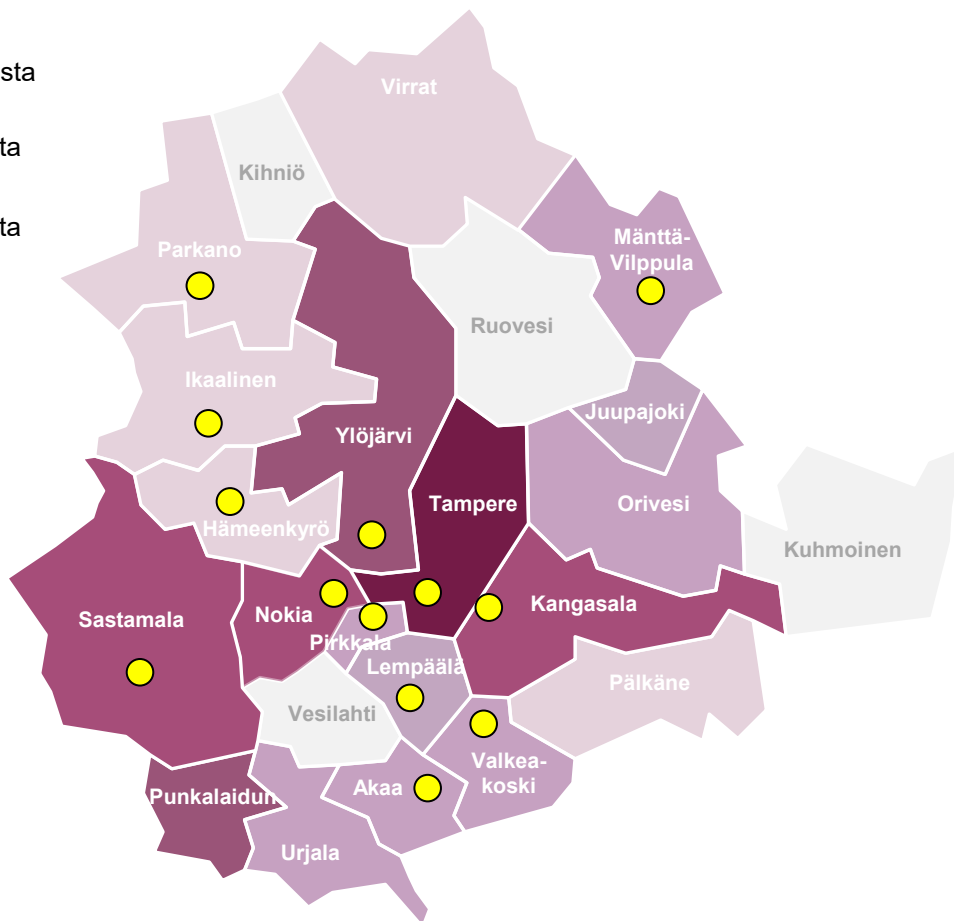 sta
ta
ta
Virrat
Kihniö
Parkano
Mänttä-
Vilppula
Ruovesi
Ikaalinen
Juupajoki
Ylöjärvi
Tampere
Orivesi
Hämeenkyrö
Kuhmoinen
Sastamala
Nokia
Kangasala
Pirkkala
Lempäälä
Pälkäne
Vesilahti
Valkea-
koski
Akaa
Punkalaidun
Urjala